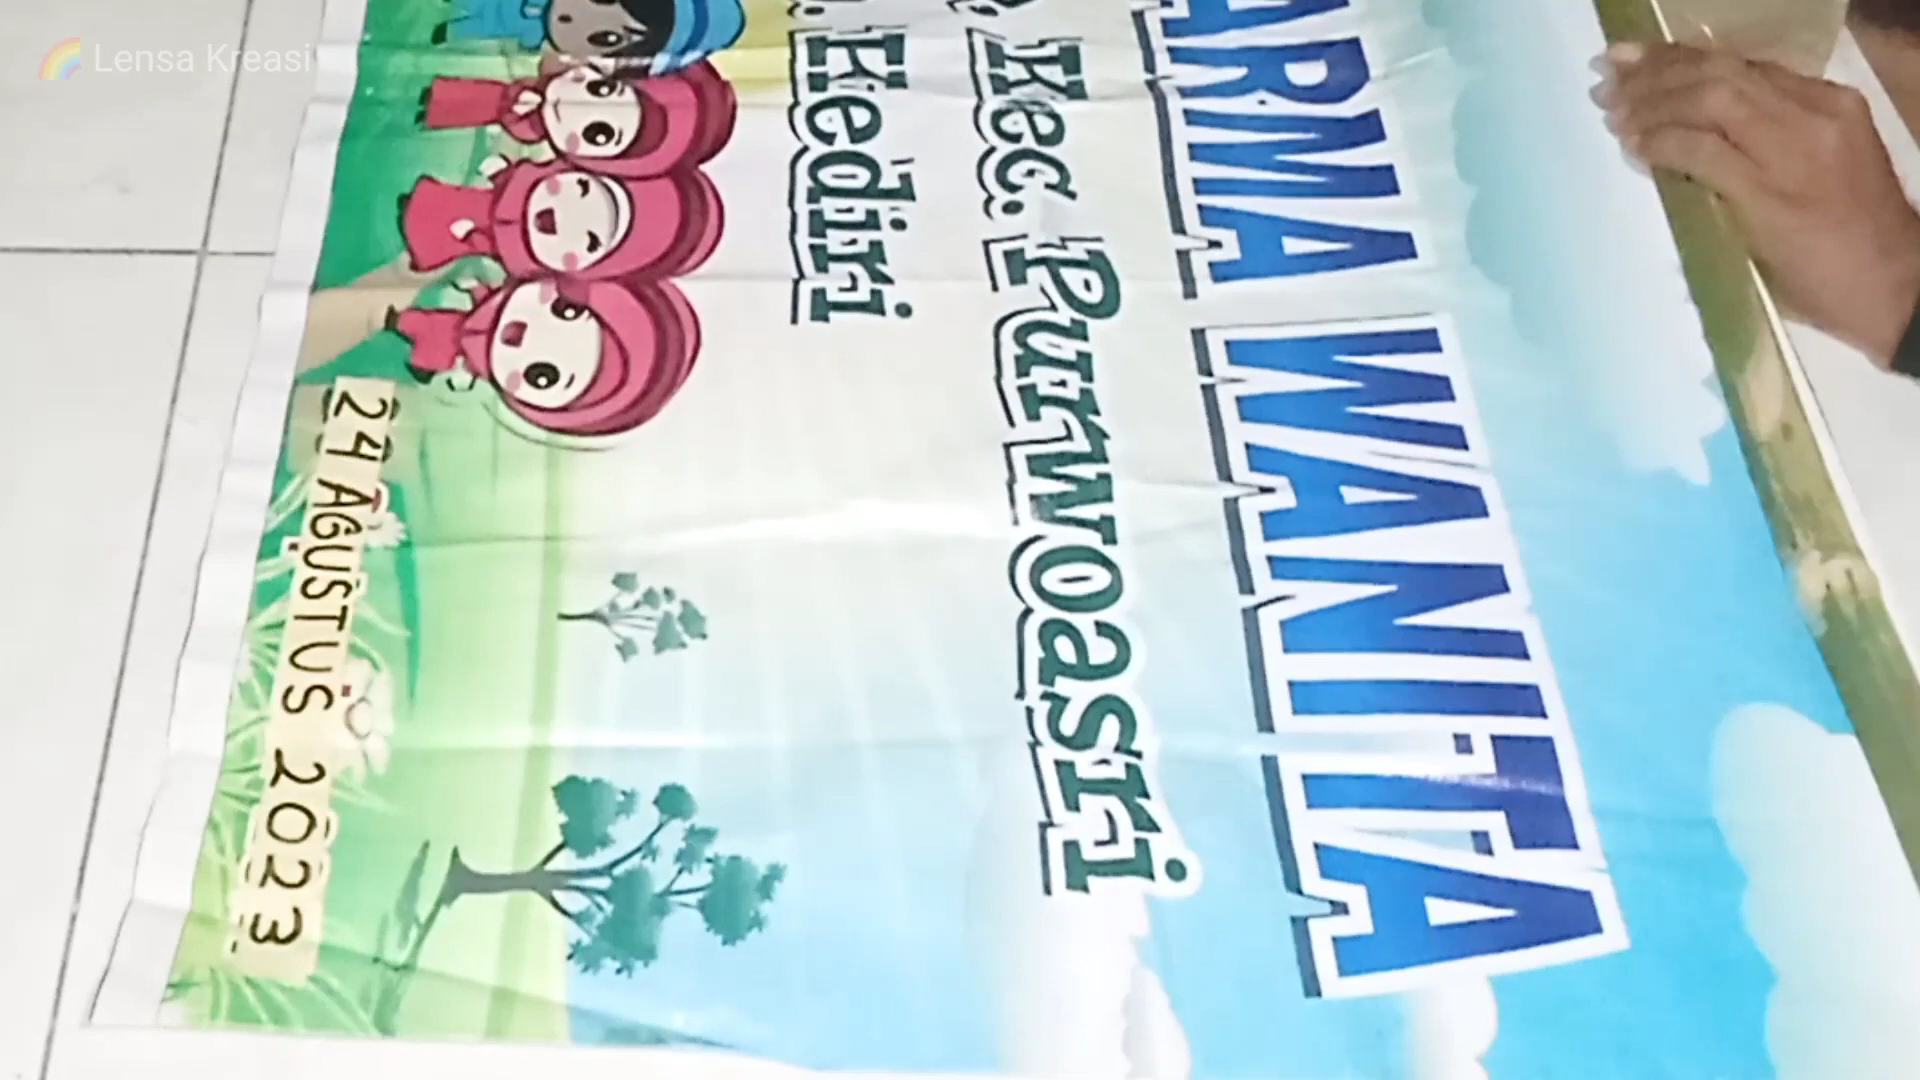 Lensa Kreasi
ARMA WANITA
Kec. Purwoasri
Kediri
24 AGUSTUS 2023